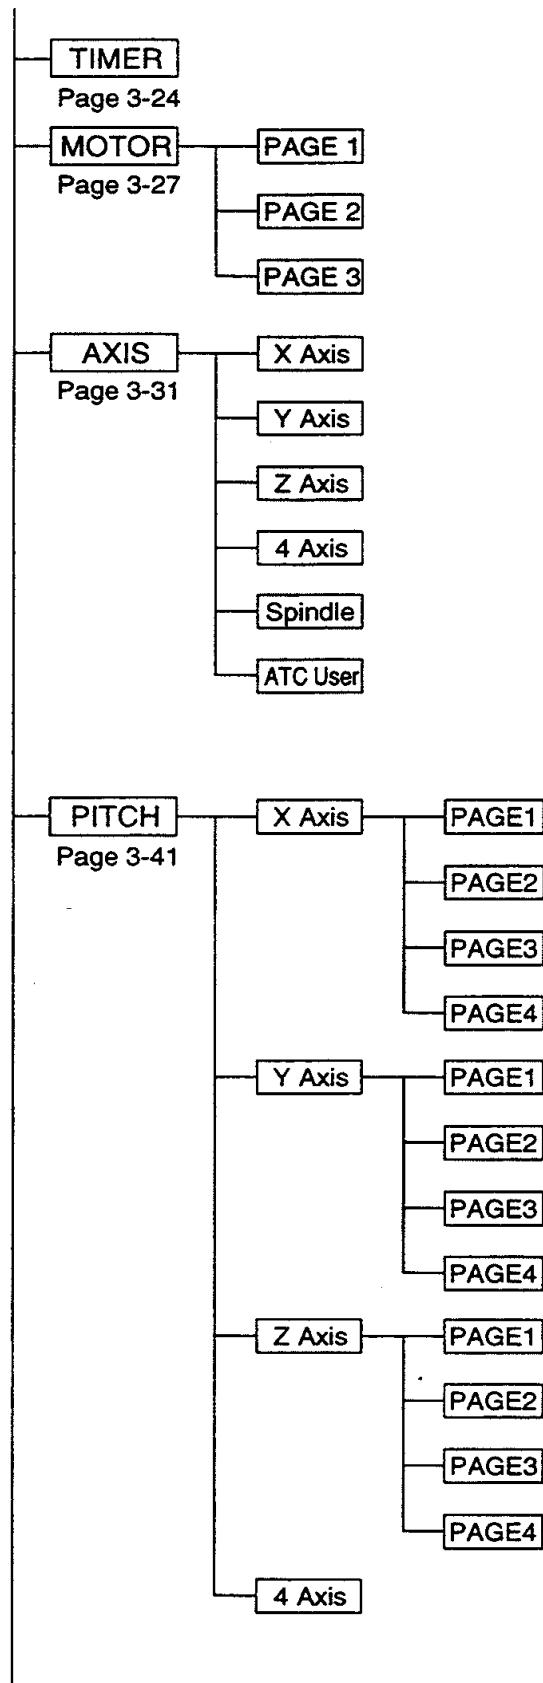 TIMER
Page 3-24
MOTOR
PAGE 1
Page 3-27
PAGE 2
PAGE 3
AXIS
X Axis
Page 3-31
Y Axis
Z Axis
4 Axis
Spindle
ATC User
PITCH
X Axis
PAGE1
Page 3-41
PAGE2
PAGE3
PAGE4
Y Axis
PAGE1
PAGE2
PAGE3
PAGE4
Z Axis
PAGE1
PAGE2
PAGE3
PAGE4
4 Axis